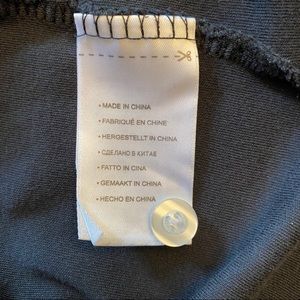 • MADE IN CHINA
• FABRIQUÉ EN CHINE
• HERGESTELLT IN CHINA
• СДЕЛАНО В КИТАЕ
• FATTO IN CINA
• GEMAAKT IN CHINA
• HECHO EN CHINA